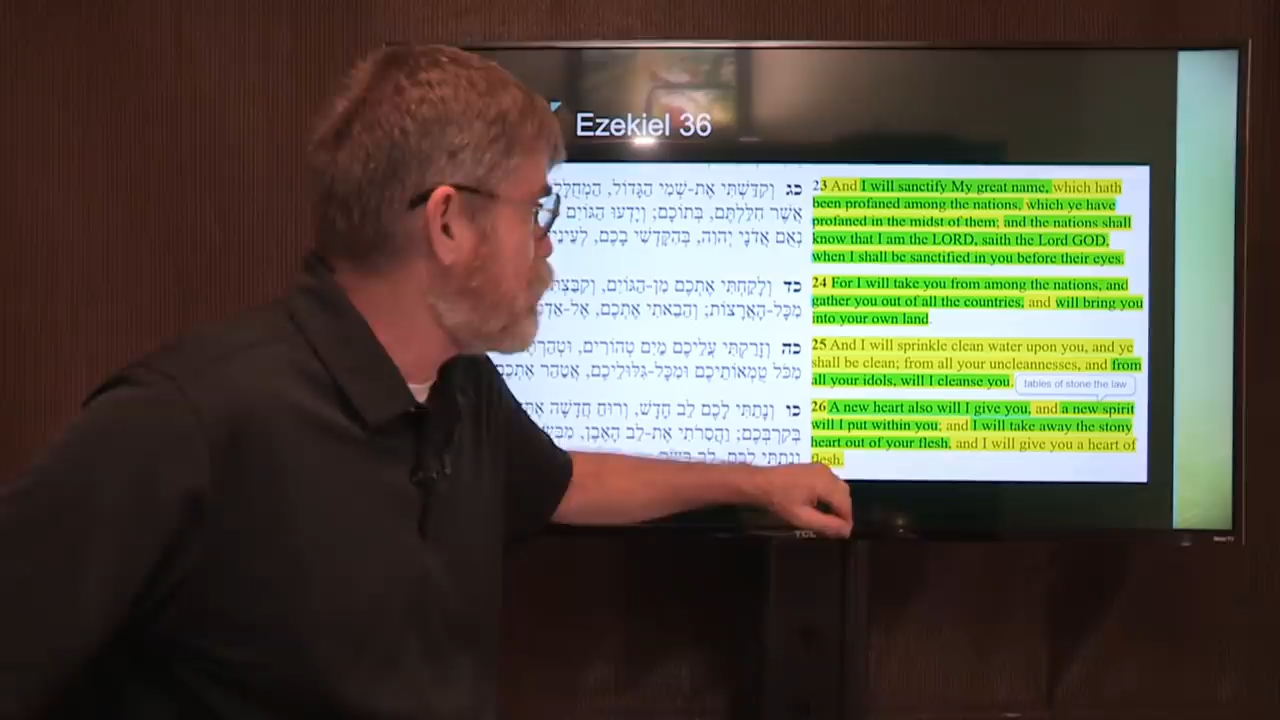 Ezekiel 36
כג וְקִדַּשְׁתִּי אֶת-שְׁמִי הַגָּדוֹל,
אֲשֶׁר חִלַּלְתֶּם, בְּתוֹכָם; וְיָדְעוּ הַגּוֹיִם
נְאֻם אֲדֹנָי יְהוִה, בְּהִקָּדְשִׁי בָכֶם,
כד וְלָקַחְתִּי אֶתְכֶם מִן-הַגּוֹיִם,
מִכָּל-הָאֲרָצוֹת; וְהֵבֵאתִי אֶתְכֶם,
כה וְזָרַקְתִּי עֲלֵיכֶם מַיִם טְהוֹרִים,
מִכֹּל טֻמְאוֹתֵיכֶם וּמִכָּל-גִּלּוּלֵיכֶם, אֲטַהֵר אֶתְכֶם
כו וְנָתַתִּי לָכֶם לֵב חָדָשׁ, וְרוּחַ חֲדָשָׁה
בְּקִרְבְּכֶם; וַהֲסִרֹתִי אֶת-לֵב הָאֶבֶן,
וְנָתַתִּי לָכֶם, לֵב בָּשָׂר
23 And I will sanctify My great name, which hath
been profaned among the nations, which ye have
profaned in the midst of them; and the nations shall
know that I am the LORD, saith the Lord GOD,
when I shall be sanctified in you before their eyes.
24 For I will take you from among the nations, and
gather you out of all the countries, and will bring you
into your own land.
25 And I will sprinkle clean water upon you, and ye
shall be clean; from all your uncleannesses, and from
all your idols, will I cleanse you.
tables of stone the law
26 A new heart also will I give you, and a new spirit
will I put within you; and I will take away the stony
heart out of your flesh, and I will give you a heart of
flesh.
TCL